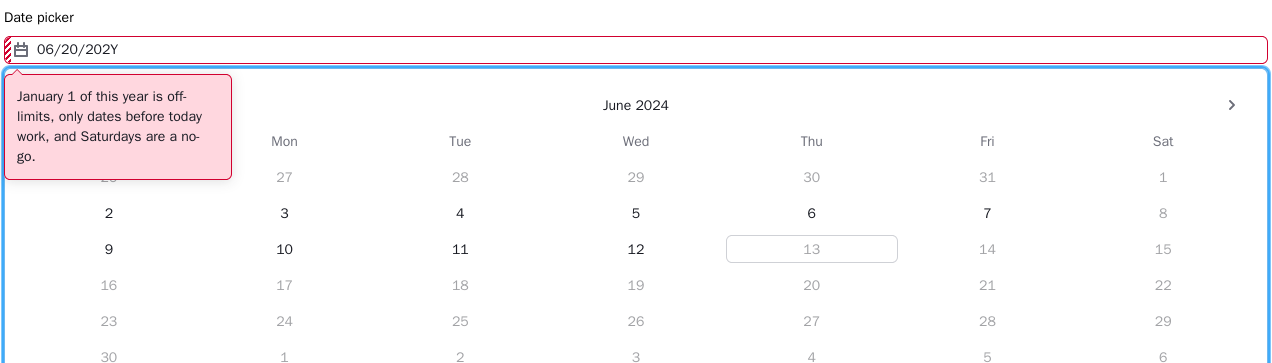 Date picker
06/20/202Y
January 1 of this year is off-
limits, only dates before today
work, and Saturdays are a no-
go.
June 2024
Mon Tue Wed Thu Fri Sat
27 28 29 30 31 1
2 3 4 5 6 7 8
9 10 11 12 13 14 15
16 17 18 19 20 21 22
23 24 25 26 27 28 29
30 1 2 3 4 5 6